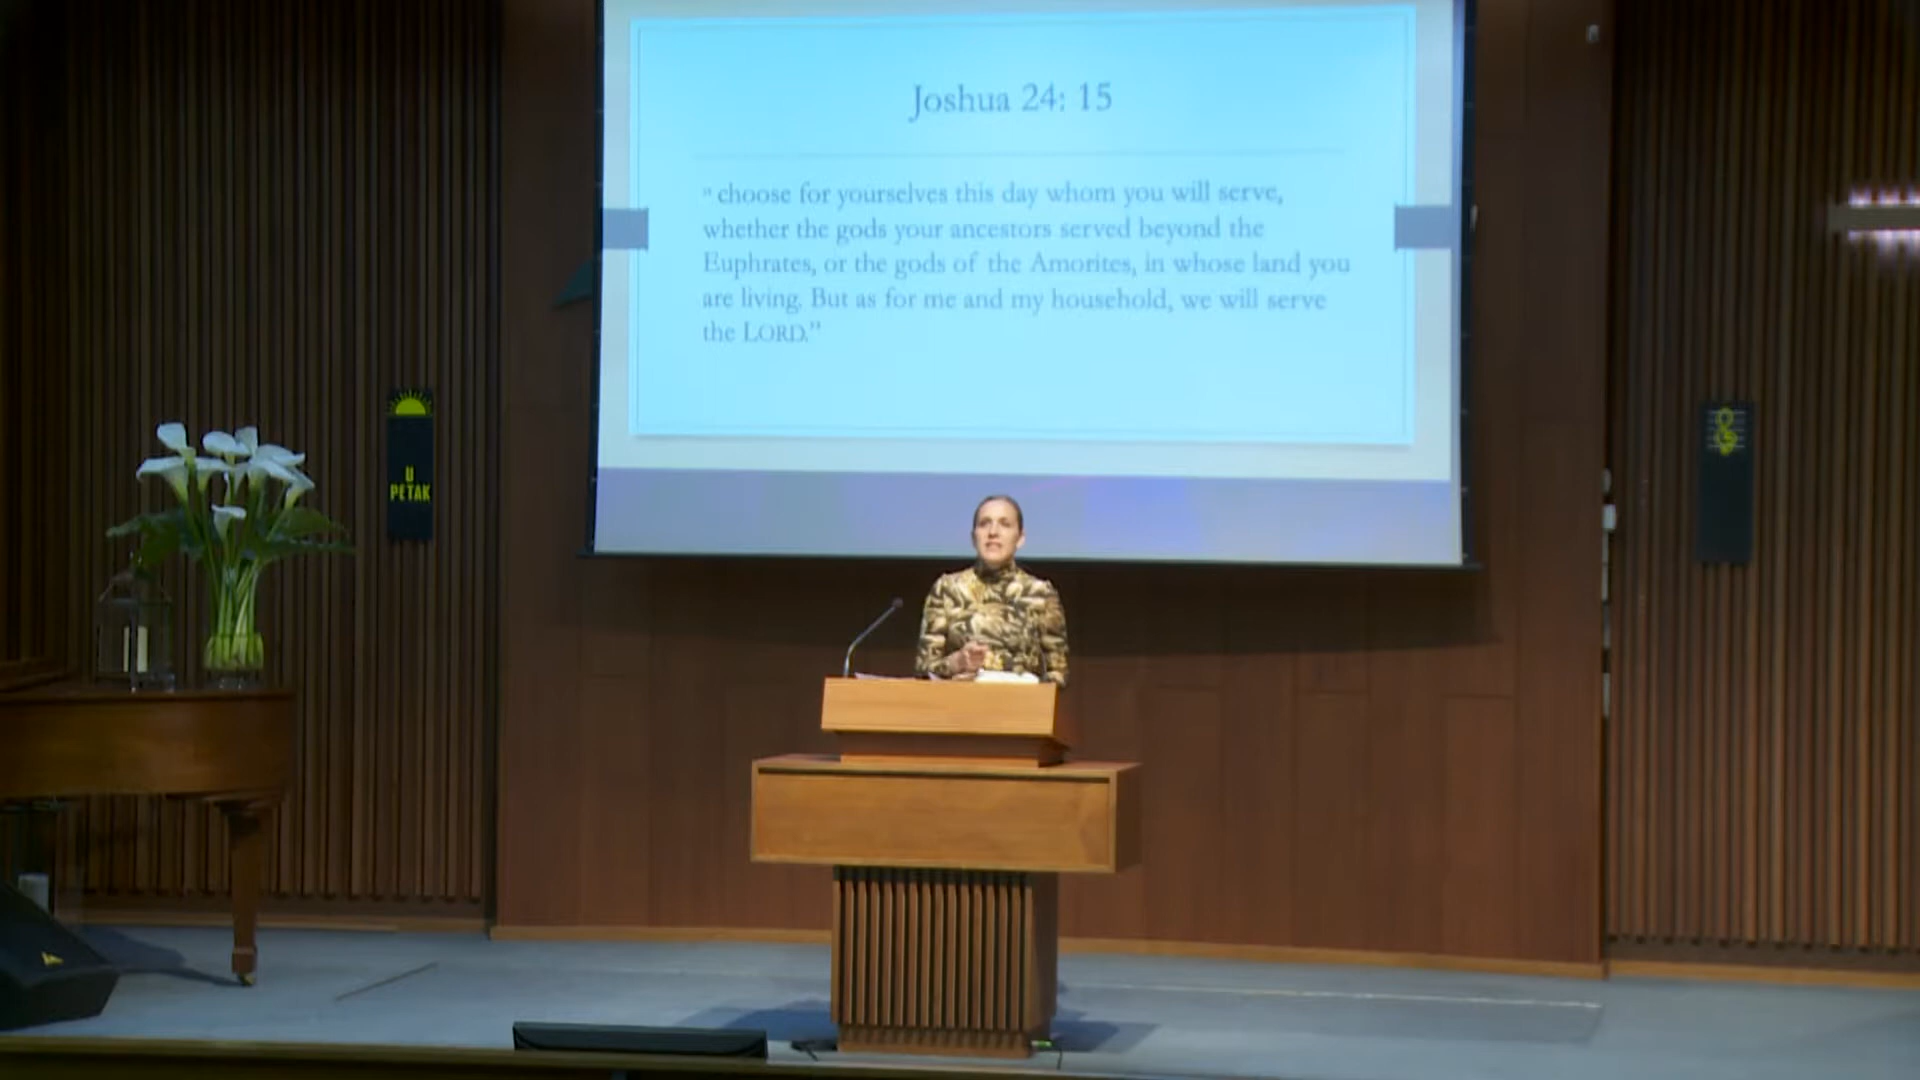 Joshua 24: 15
" choose for yourselves this day whom you will serve,
whether the gods your ancestors served beyond the
Euphrates, or the gods of the Amorites, in whose land you
are living. But as for me and my household, we will serve
the LORD."
U
PETAK